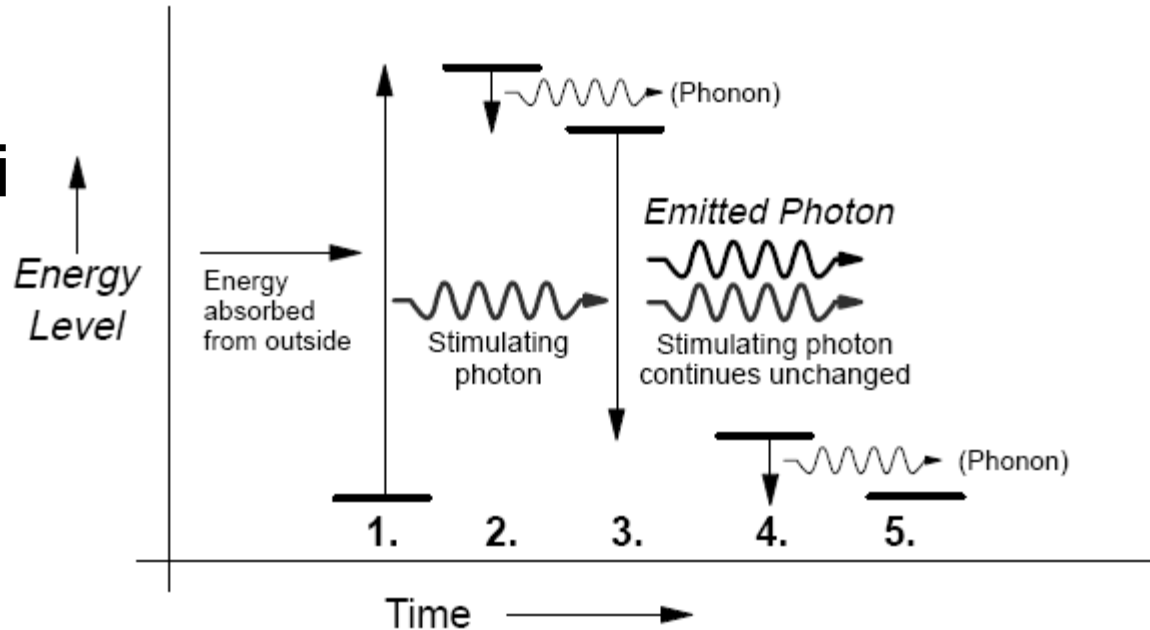 (Phonon)
i
Emitted Photon
Energy
Level
Energy
absorbed
from outside
Stimulating
photon
Stimulating photon
continues unchanged
(Phonon)
1. 2. 3. 4. 5.
Time